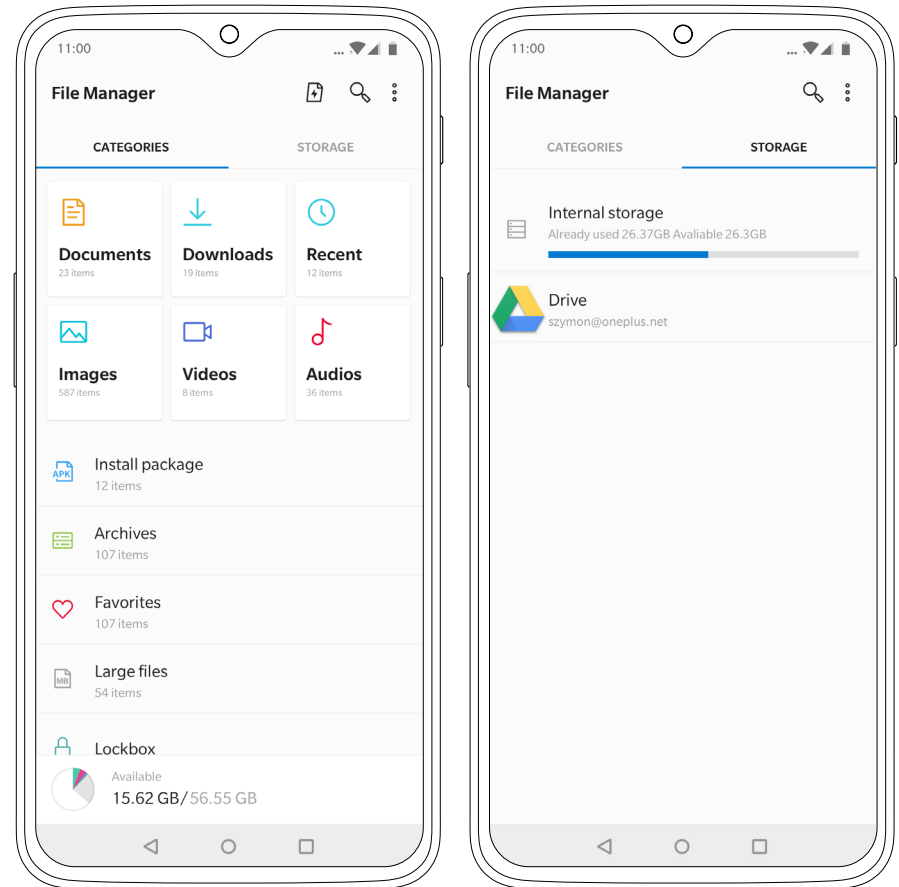 11:00
File Manager
CATEGORIES STORAGE
Documents Downloads Recent
23 items 19 items 12 items
Images Videos Audios
587 items 8 items 36 items
APK
Install package
12 items
Archives
107 items
Favorites
107 items
MB
Large files
54 items
Lockbox
Available
15.62 GB/56.55 GB
11:00
File Manager
CATEGORIES STORAGE
Internal storage
Already used 26.37GB Avaliable 26.3GB
Drive
szymon@oneplus.net